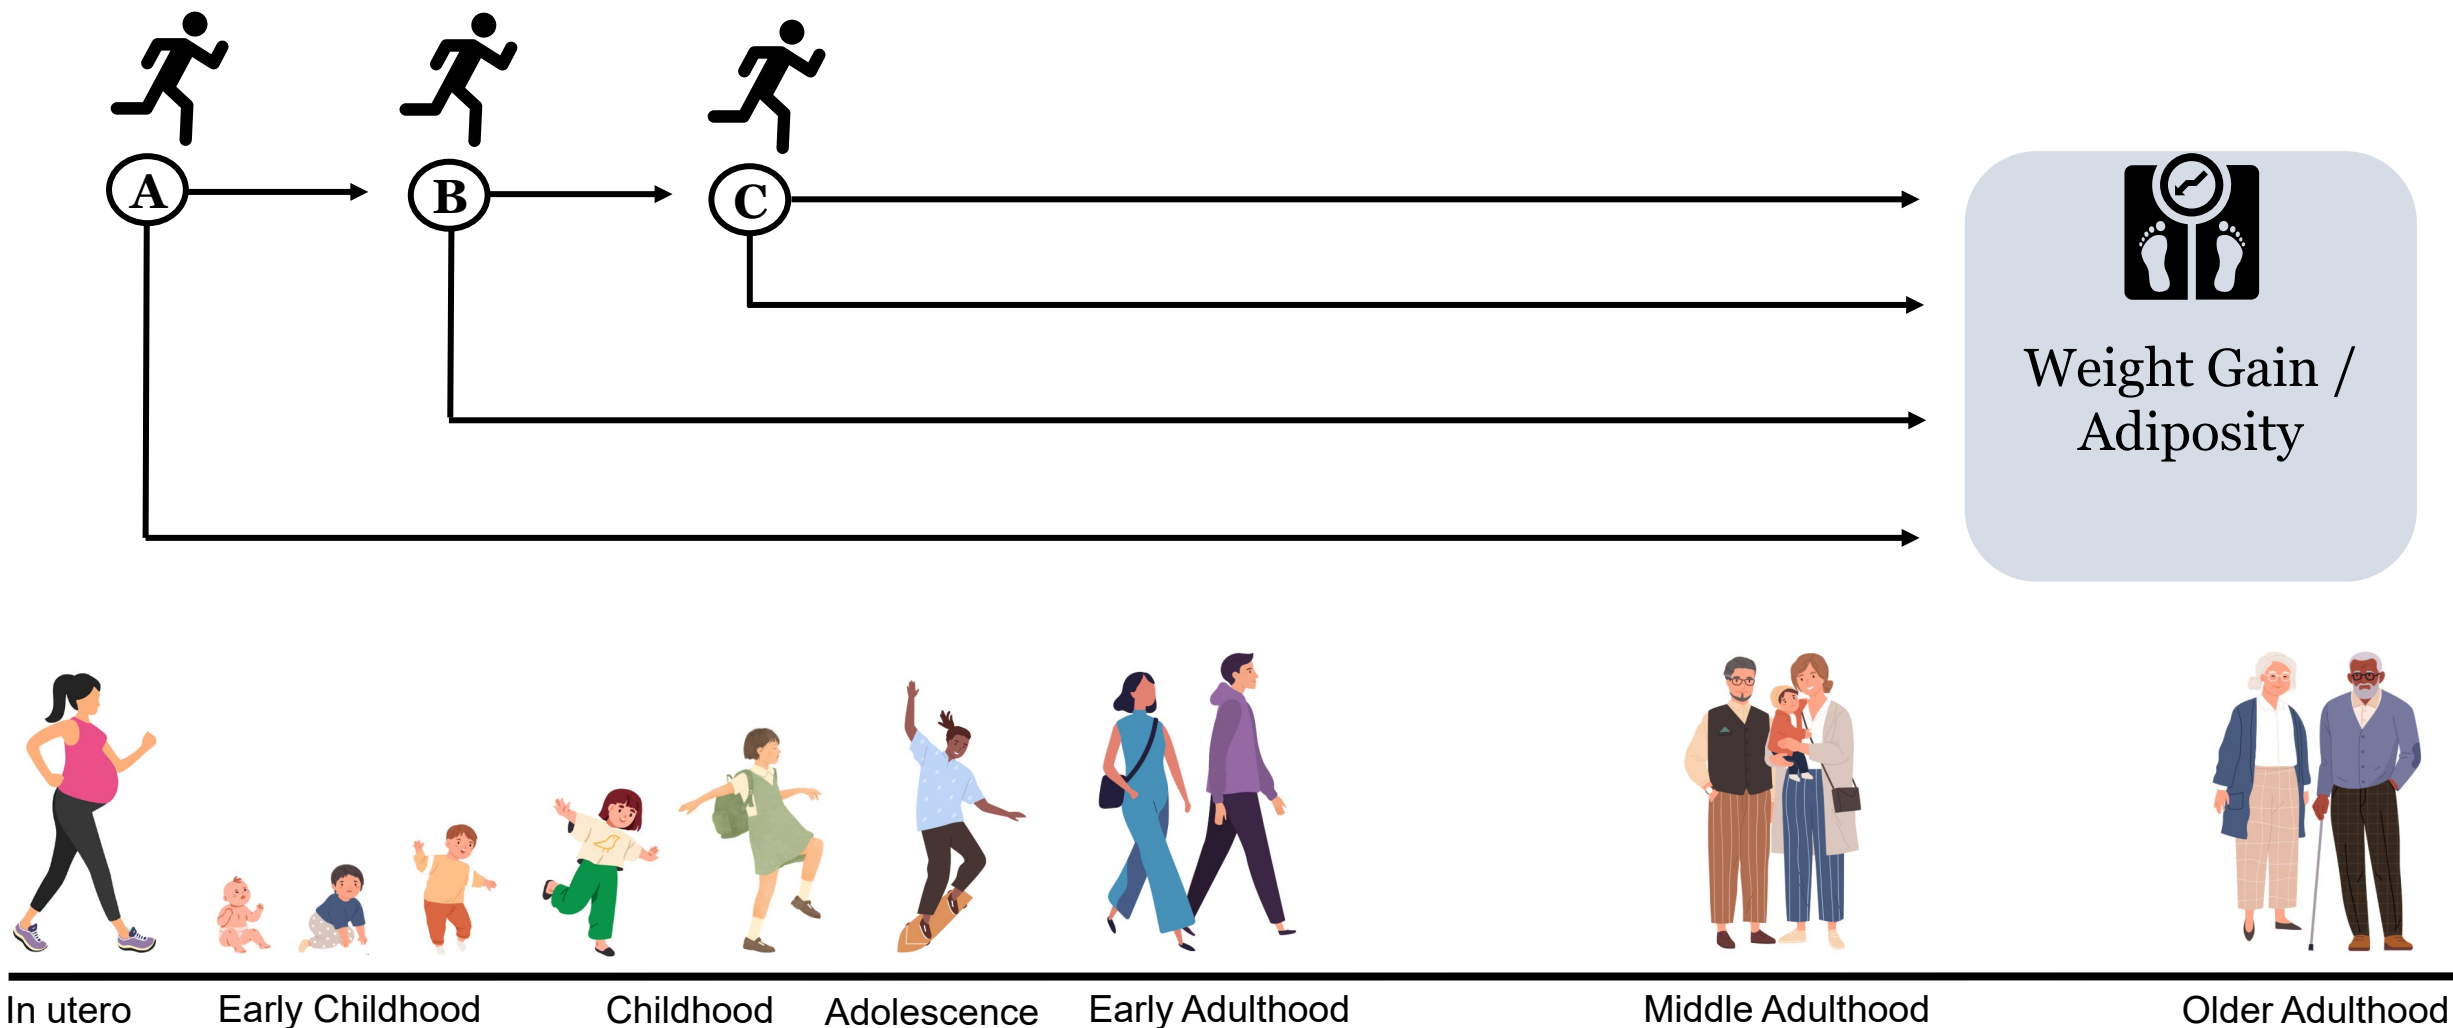 A
B
C
Weight Gain /
Adiposity
In utero
Early Childhood
Childhood
Adolescence
Early Adulthood
Middle Adulthood
Older Adulthood